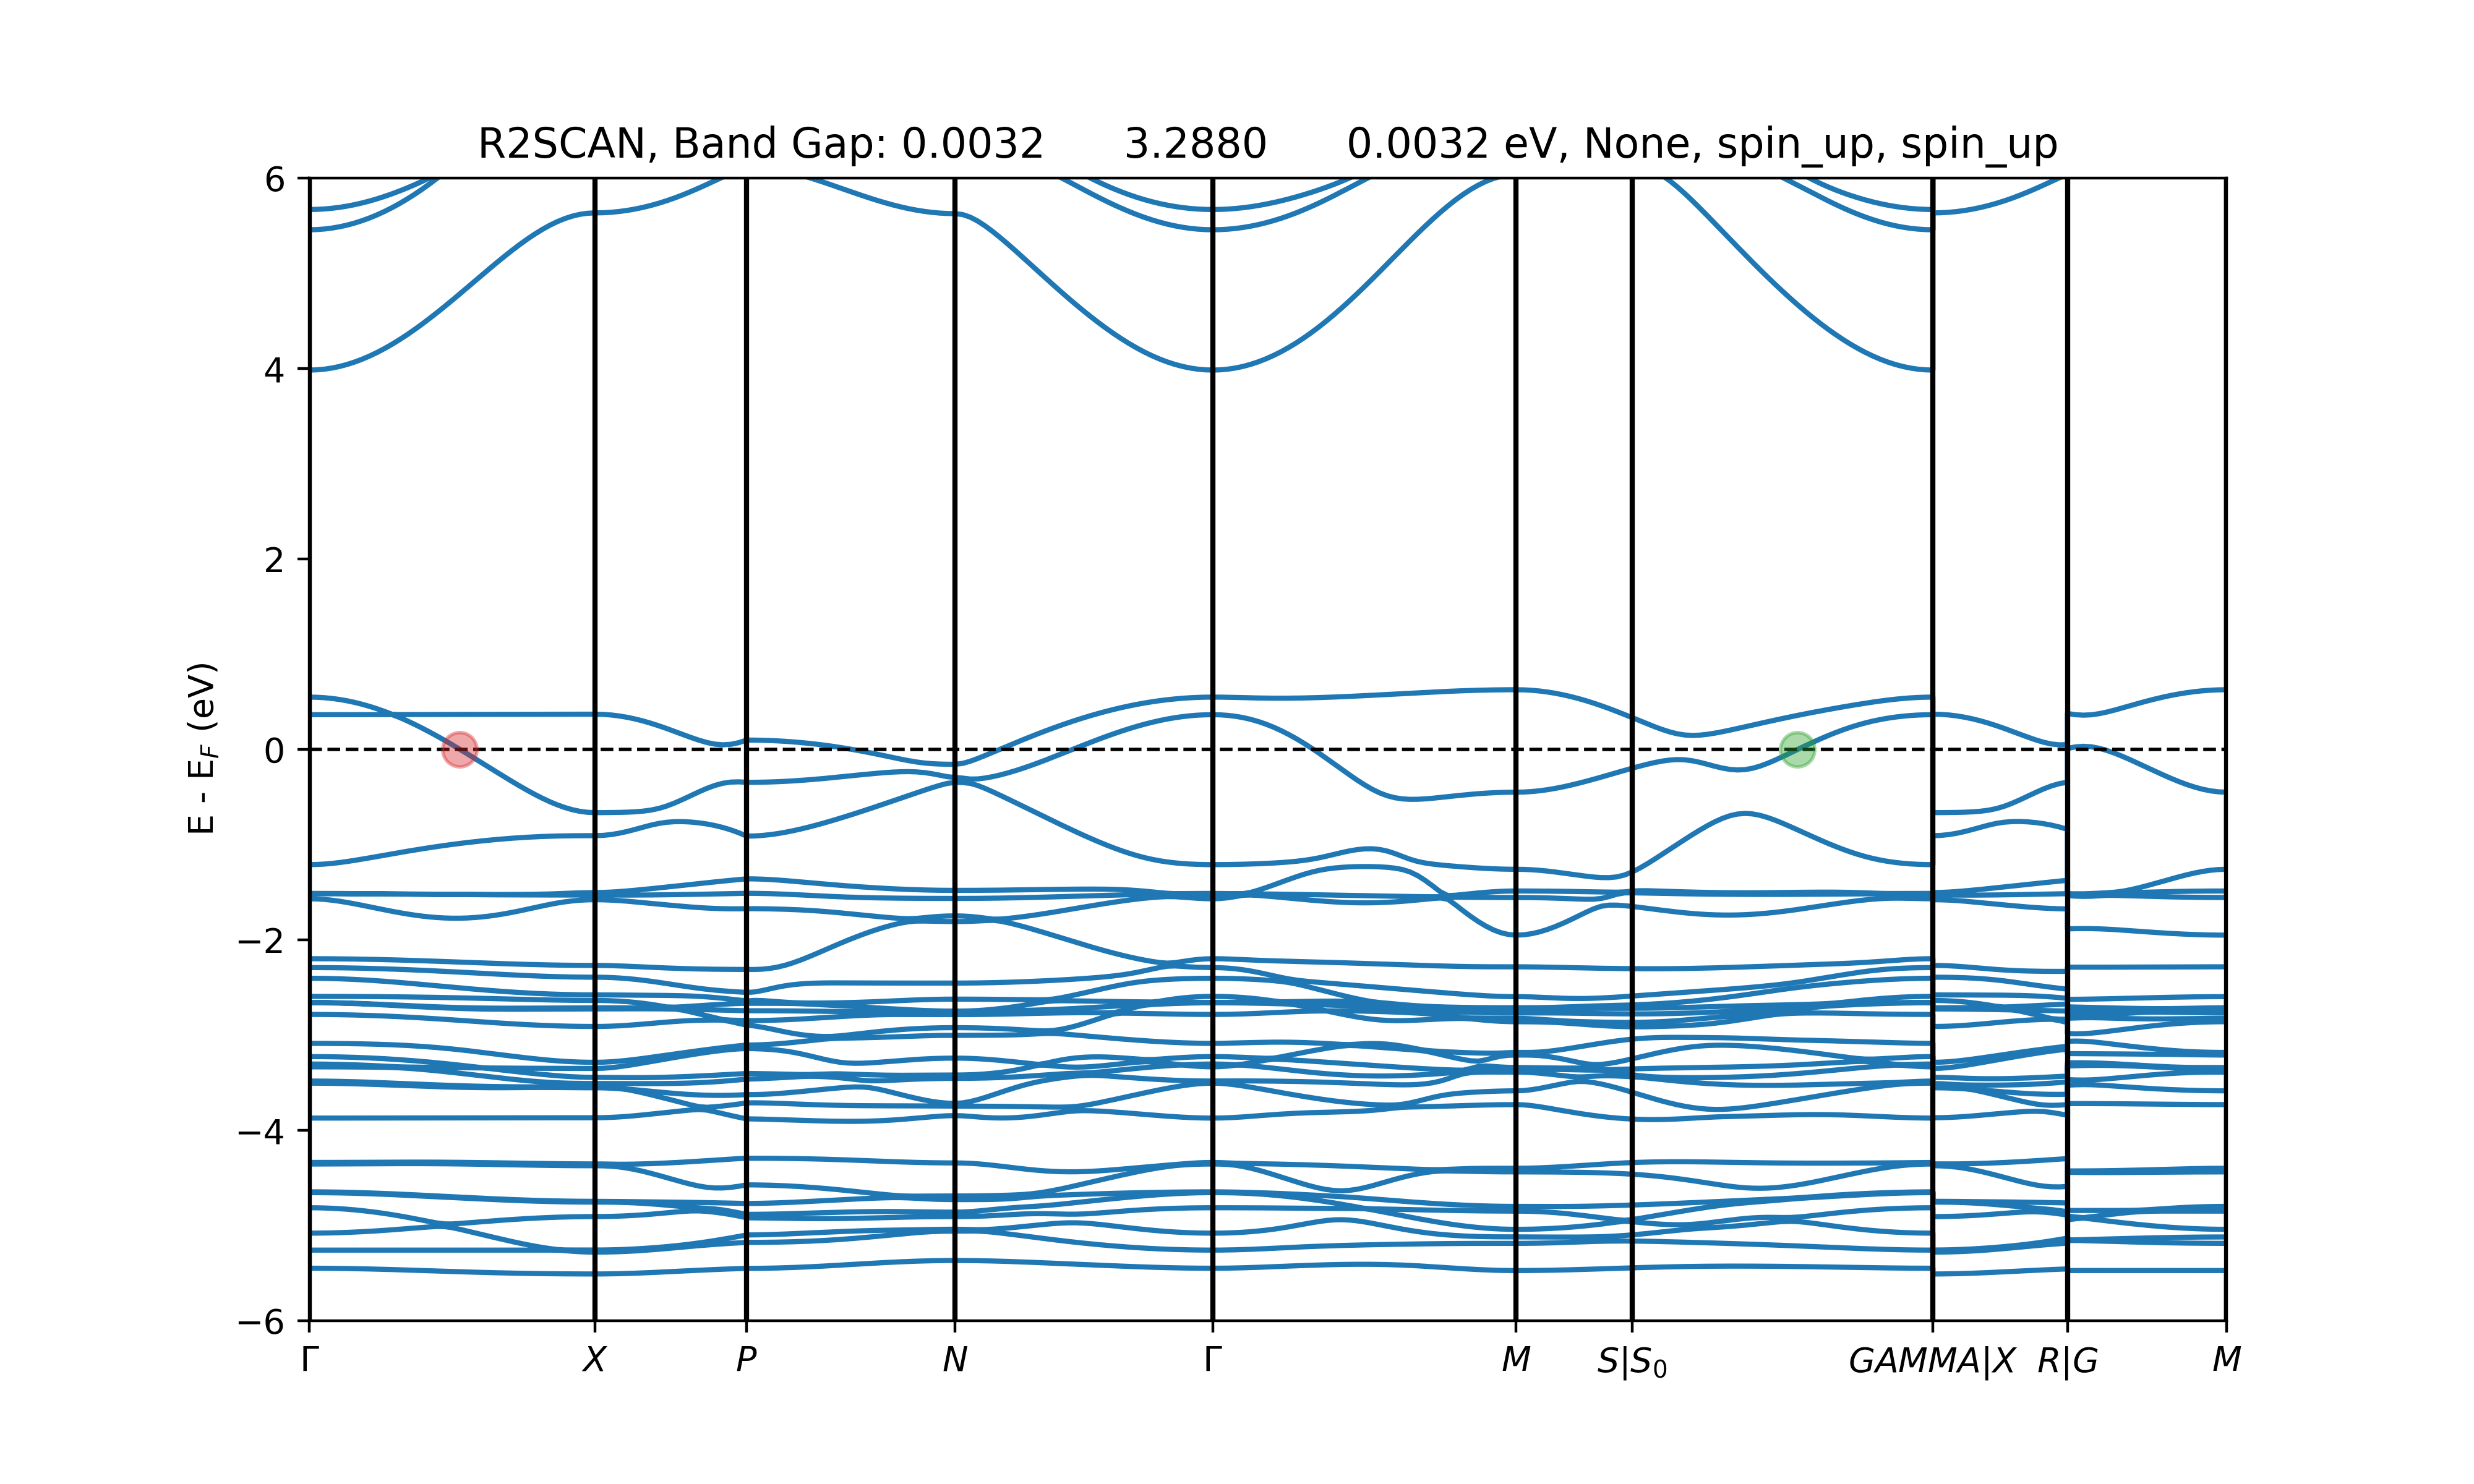 R2SCAN, Band Gap: 0.0032 3.2880 0.0032 eV, None, spin_up, spin_up
6
4
2
0
−2
−4
−6
E - E_F (eV)
Γ X P N Γ M S|S₀ GAMMA|X R|G M